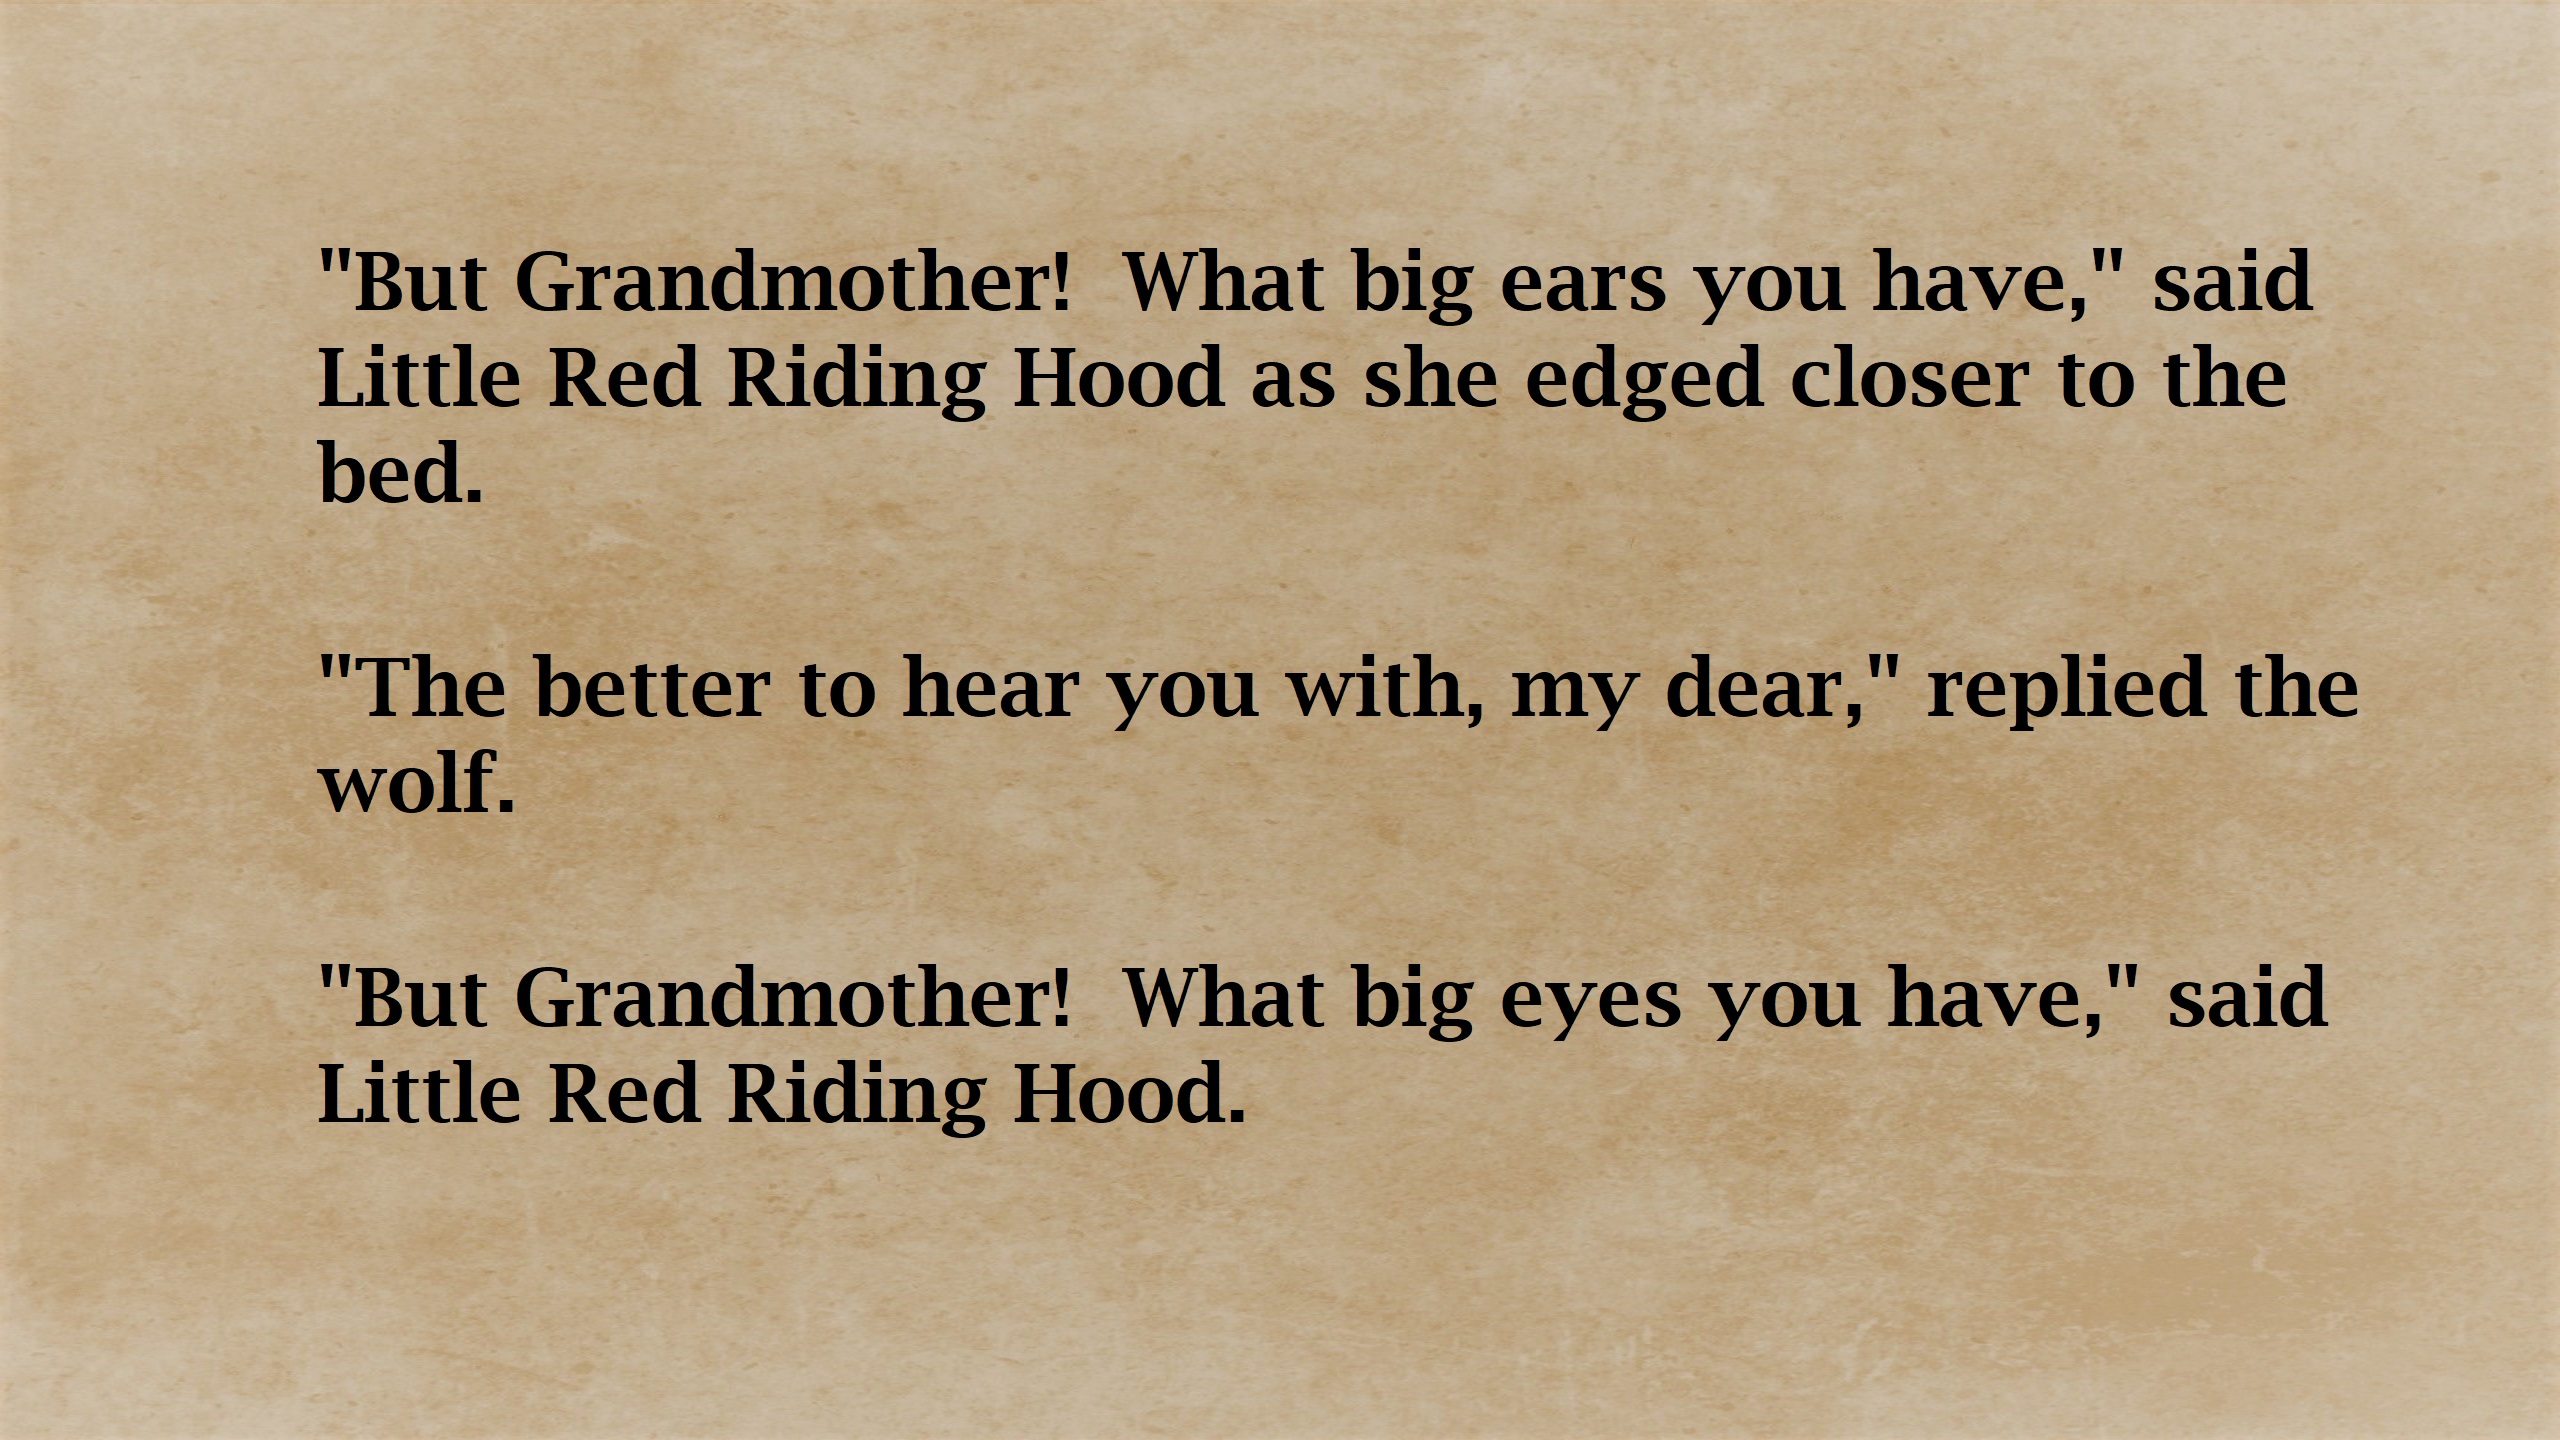 "But Grandmother!  What big ears you have," said
Little Red Riding Hood as she edged closer to the
bed.
"The better to hear you with, my dear," replied the
wolf.
"But Grandmother!  What big eyes you have," said
Little Red Riding Hood.